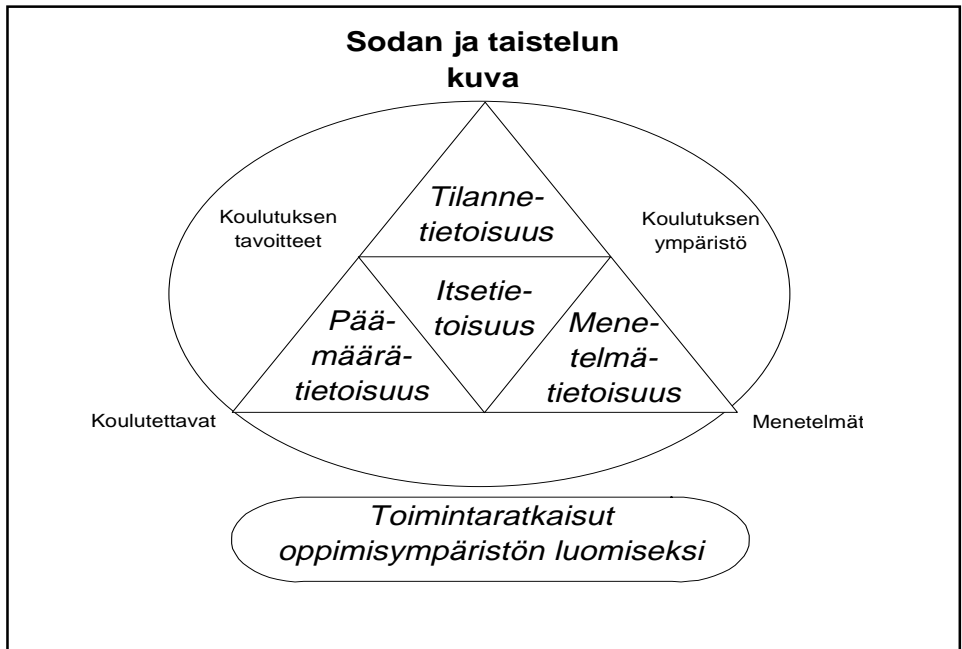 Sodan ja taistelun
kuva
Tilanne-
tietoisuus
Koulutuksen
tavoitteet
Koulutuksen
ympäristö
Itsetie-
toisuus
Pää-
määrä-
tietoisuus
Mene-
telmä-
tietoisuus
Koulutettavat
Menetelmät
Toimintaratkaisut
oppimisympäristön luomiseksi